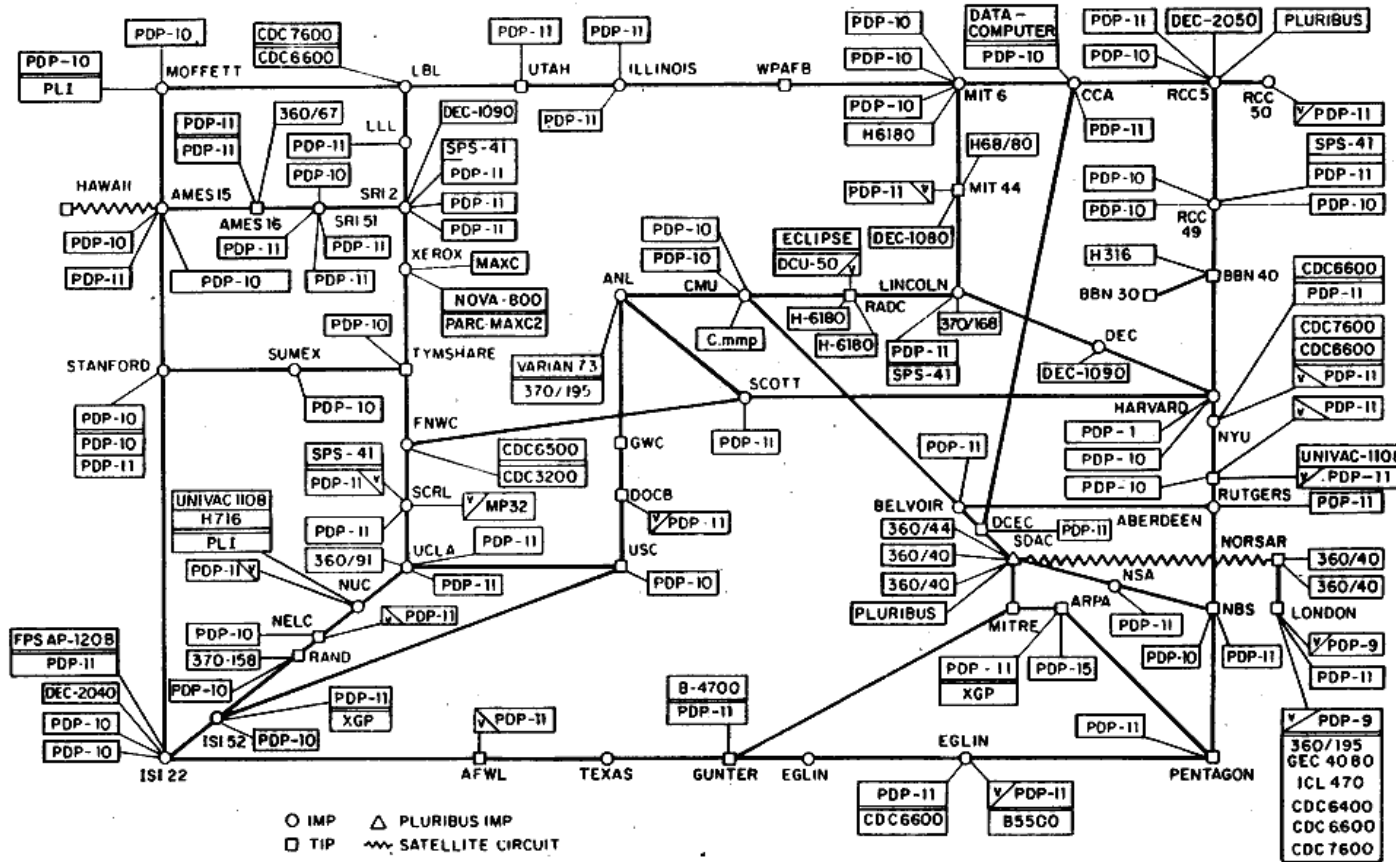 PDP-10
CDC7600
CDC6600
PDP-11
PDP-11
PDP-10
DATA-
COMPUTER
PDP-10
PDP-11
DEC-2050
PLURIBUS
PDP-10
PLI
MOFFETT
LBL
UTAH
ILLINOIS
WPAFB
PDP-10
PDP-10
H6180
MIT 6
CCA
PDP-10
RCC5
RCC
50
PDP-11
PDP-11
PDP-11
v PDP-11
PDP-11
PDP-11
360/67
LLL
PDP-11
DEC-1090
SPS-41
PDP-11
H68/80
SPS-41
PDP-11
PDP-10
HAWAII
AMES 15
AMES 16
PDP-10
SRI 51
SRI 2
PDP-11
PDP-11
PDP-11 v
MIT 44
PDP-10
PDP-10
RCC
49
PDP-10
PDP-11
PDP-10
PDP-11
PDP-11
PDP-11
XEROX
MAXC
PDP-10
PDP-10
DEC-1080
ECLIPSE
DCU-50 v
H316
BBN 40
BBN 30
CDC6600
PDP-11
NOVA-800
PARC-MAXC2
ANL
CMU
C.mmp
H-6180
RADC
H-6180
LINCOLN
370/168
PDP-11
SPS-41
DEC
DEC-1090
CDC7600
CDC6600
v PDP-11
PDP-10
TYMSHARE
STANFORD
SUMEX
PDP-10
VARIAN 73
370/195
SCOTT
PDP-11
HARVARD
NYU
v PDP-11
PDP-10
PDP-10
PDP-11
FNWC
CDC6500
CDC3200
GWC
PDP-1
PDP-10
PDP-11
SPS-41
PDP-11 v
SCRL
v MP32
DOCB
v PDP-11
PDP-10
RUTGERS
UNIVAC-1108
v PDP-11
PDP-11
UNIVAC 1108
H716
PLI
PDP-11
360/91
UCLA
PDP-11
PDP-11
USC
PDP-10
BELVOIR
360/44
360/40
360/40
PLURIBUS
DCEC
SDAC
PDP-11
ABERDEEN
NORSAR
360/40
360/40
PDP-11 v
NUC
NELC
PDP-10
v PDP-11
MITRE
ARPA
NSA
PDP-11
NBS
PDP-10
PDP-11
LONDON
v PDP-9
PDP-11
370-158
RAND
PDP-10
PDP-11
XGP
PDP-15
FPS AP-120B
PDP-11
DEC-2040
PDP-10
PDP-10
PDP-11
XGP
ISI 52
PDP-10
v PDP-11
B-4700
PDP-11
PDP-11
v PDP-9
360/195
GEC 4080
ICL 470
CDC6400
CDC6600
CDC7600
ISI 22
AFWL
TEXAS
GUNTER
EGLIN
EGLIN
PENTAGON
PDP-11
CDC6600
v PDP-11
B5500
IMP
PLURIBUS IMP
TIP
SATELLITE CIRCUIT